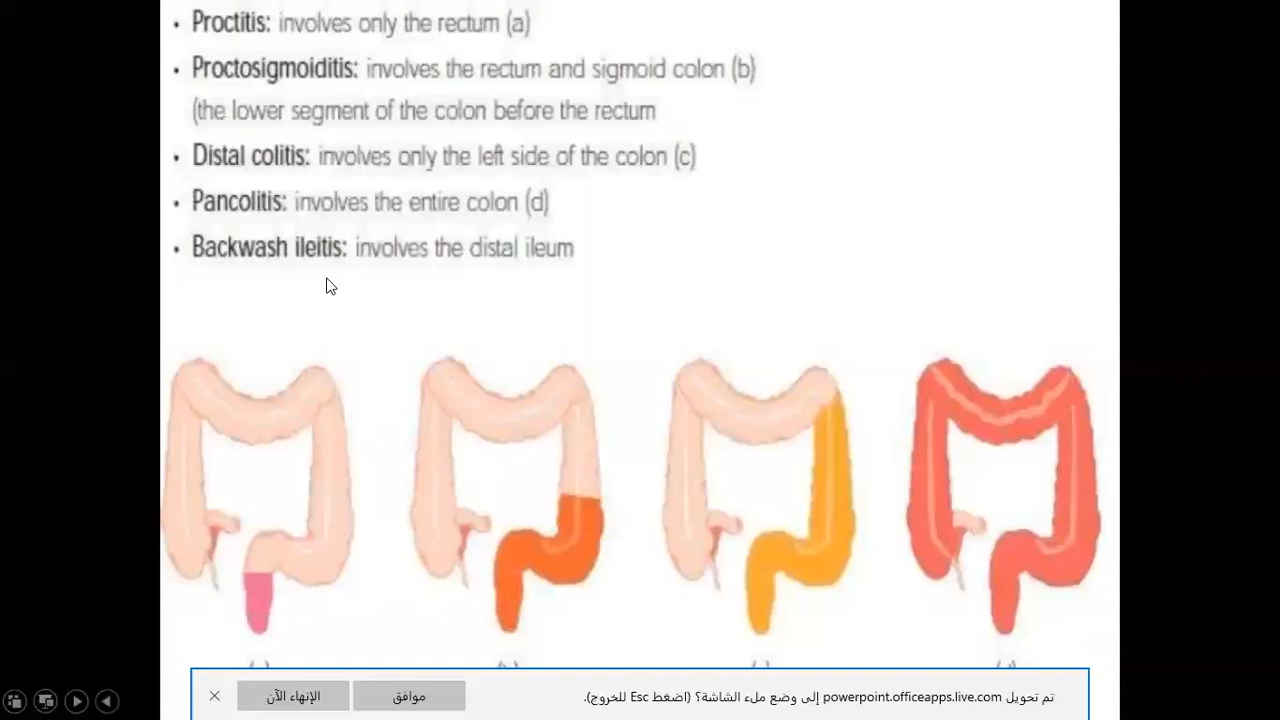 • Proctitis: involves only the rectum (a)
• Proctosigmoiditis: involves the rectum and sigmoid colon (b)
(the lower segment of the colon before the rectum
• Distal colitis: involves only the left side of the colon (c)
• Pancolitis: involves the entire colon (d)
• Backwash ileitis: involves the distal ileum
تم تحويل powerpoint.officeapps.live.com إلى وضع ملء الشاشة؟ (اضغط Esc للخروج).
موافق
الإنهاء الآن